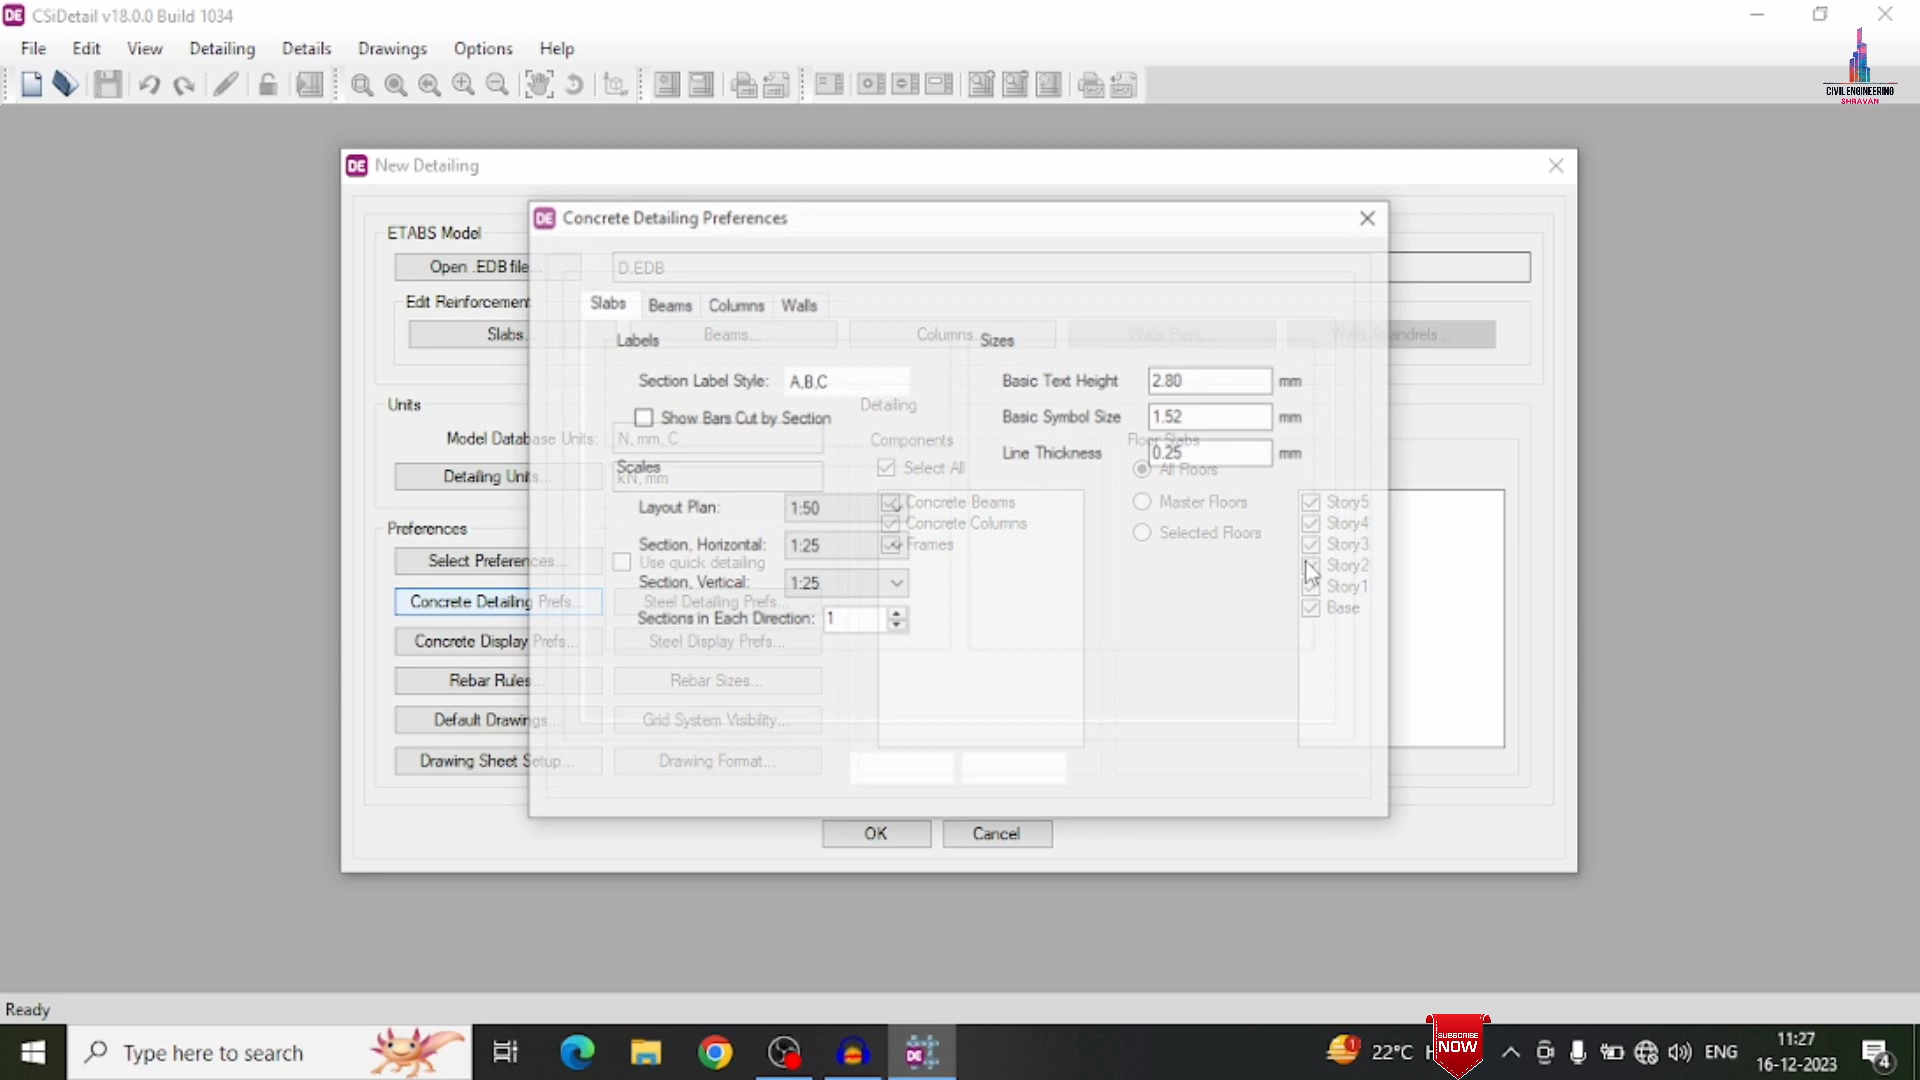 CSiDetail v18.0.0 Build 1034
File Edit View Detailing Details Drawings Options Help
CIVIL ENGINEERING
SHRAVAN
New Detailing
ETABS Model
Open .EDB file...
D.EDB
Edit Reinforcement
Slabs... Beams... Columns... Walls Piers... Walls Spandrels...
Units
Model Database Units: N, mm, C
Detailing Units... kN, mm
Preferences
Select Preferences...
Use quick detailing
Concrete Detailing Prefs... Steel Detailing Prefs...
Concrete Display Prefs... Steel Display Prefs...
Rebar Rules... Rebar Sizes...
Default Drawings... Grid System Visibility...
Drawing Sheet Setup... Drawing Format...
Detailing
Components
Select All
Concrete Beams
Concrete Columns
Frames
Floor Slabs
All Floors
Master Floors
Selected Floors
Story5
Story4
Story3
Story2
Story1
Base
OK Cancel
Concrete Detailing Preferences
Slabs Beams Columns Walls
Labels
Section Label Style: A,B,C
Show Bars Cut by Section
Scales
Layout Plan: 1:50
Section, Horizontal: 1:25
Section, Vertical: 1:25
Sections in Each Direction: 1
Sizes
Basic Text Height 2.80 mm
Basic Symbol Size 1.52 mm
Line Thickness 0.25 mm
Ready
Type here to search
1
22°C H
SUBSCRIBE
NOW
ENG
11:27
16-12-2023
4